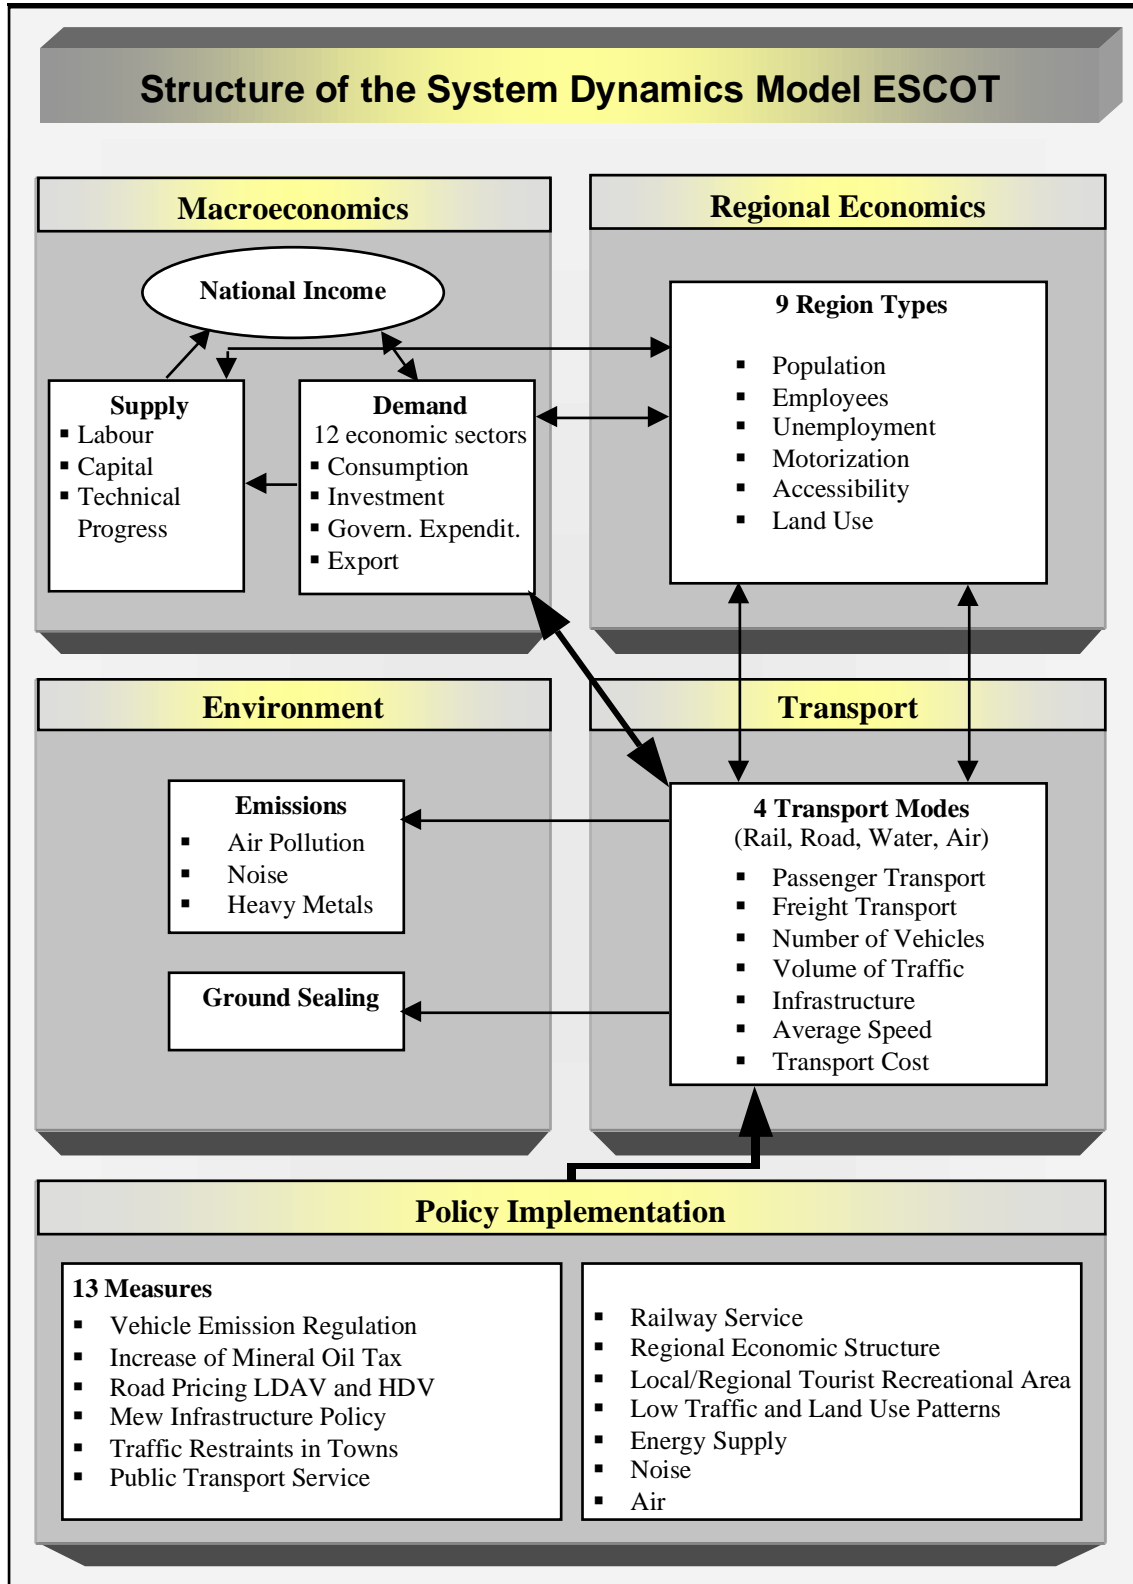 Structure of the System Dynamics Model ESCOT
Macroeconomics
National Income
Supply
▪ Labour
▪ Capital
▪ Technical
Progress
Demand
12 economic sectors
▪ Consumption
▪ Investment
▪ Govern. Expendit.
▪ Export
Regional Economics
9 Region Types
▪ Population
▪ Employees
▪ Unemployment
▪ Motorization
▪ Accessibility
▪ Land Use
Environment
Emissions
▪ Air Pollution
▪ Noise
▪ Heavy Metals
Ground Sealing
Transport
4 Transport Modes
(Rail, Road, Water, Air)
▪ Passenger Transport
▪ Freight Transport
▪ Number of Vehicles
▪ Volume of Traffic
▪ Infrastructure
▪ Average Speed
▪ Transport Cost
Policy Implementation
13 Measures
▪ Vehicle Emission Regulation
▪ Increase of Mineral Oil Tax
▪ Road Pricing LDAV and HDV
▪ Mew Infrastructure Policy
▪ Traffic Restraints in Towns
▪ Public Transport Service
▪ Railway Service
▪ Regional Economic Structure
▪ Local/Regional Tourist Recreational Area
▪ Low Traffic and Land Use Patterns
▪ Energy Supply
▪ Noise
▪ Air